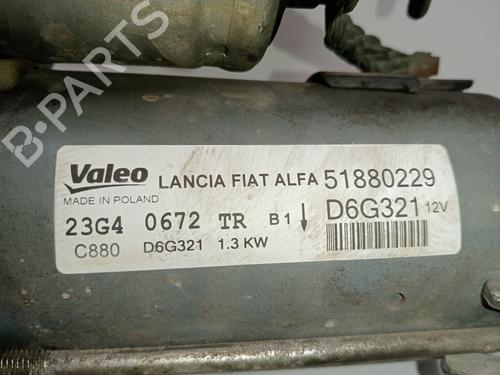 B-PARTS
Valeo LANCIA FIAT ALFA 51880229
MADE IN POLAND
23G4 0672 TR B1 D6G321 12V
C880 D6G321 1.3 KW